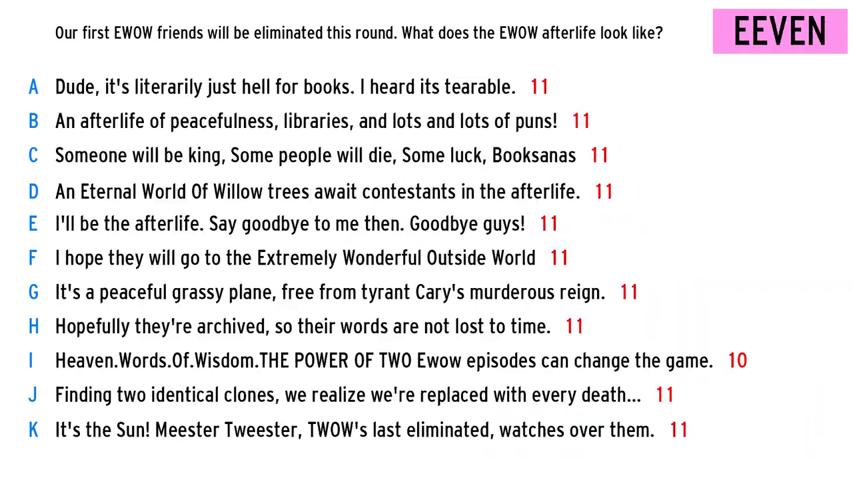 Our first EWOW friends will be eliminated this round. What does the EWOW afterlife look like?
EEVEN
A Dude, it's literarily just hell for books. I heard its tearable. 11
B An afterlife of peacefulness, libraries, and lots and lots of puns! 11
C Someone will be king, Some people will die, Some luck, Booksanas 11
D An Eternal World Of Willow trees await contestants in the afterlife. 11
E I'll be the afterlife. Say goodbye to me then. Goodbye guys! 11
F I hope they will go to the Extremely Wonderful Outside World 11
G It's a peaceful grassy plane, free from tyrant Cary's murderous reign. 11
H Hopefully they're archived, so their words are not lost to time. 11
I Heaven.Words.Of.Wisdom.THE POWER OF TWO Ewow episodes can change the game. 10
J Finding two identical clones, we realize we're replaced with every death... 11
K It's the Sun! Meester Tweester, TWOW's last eliminated, watches over them. 11